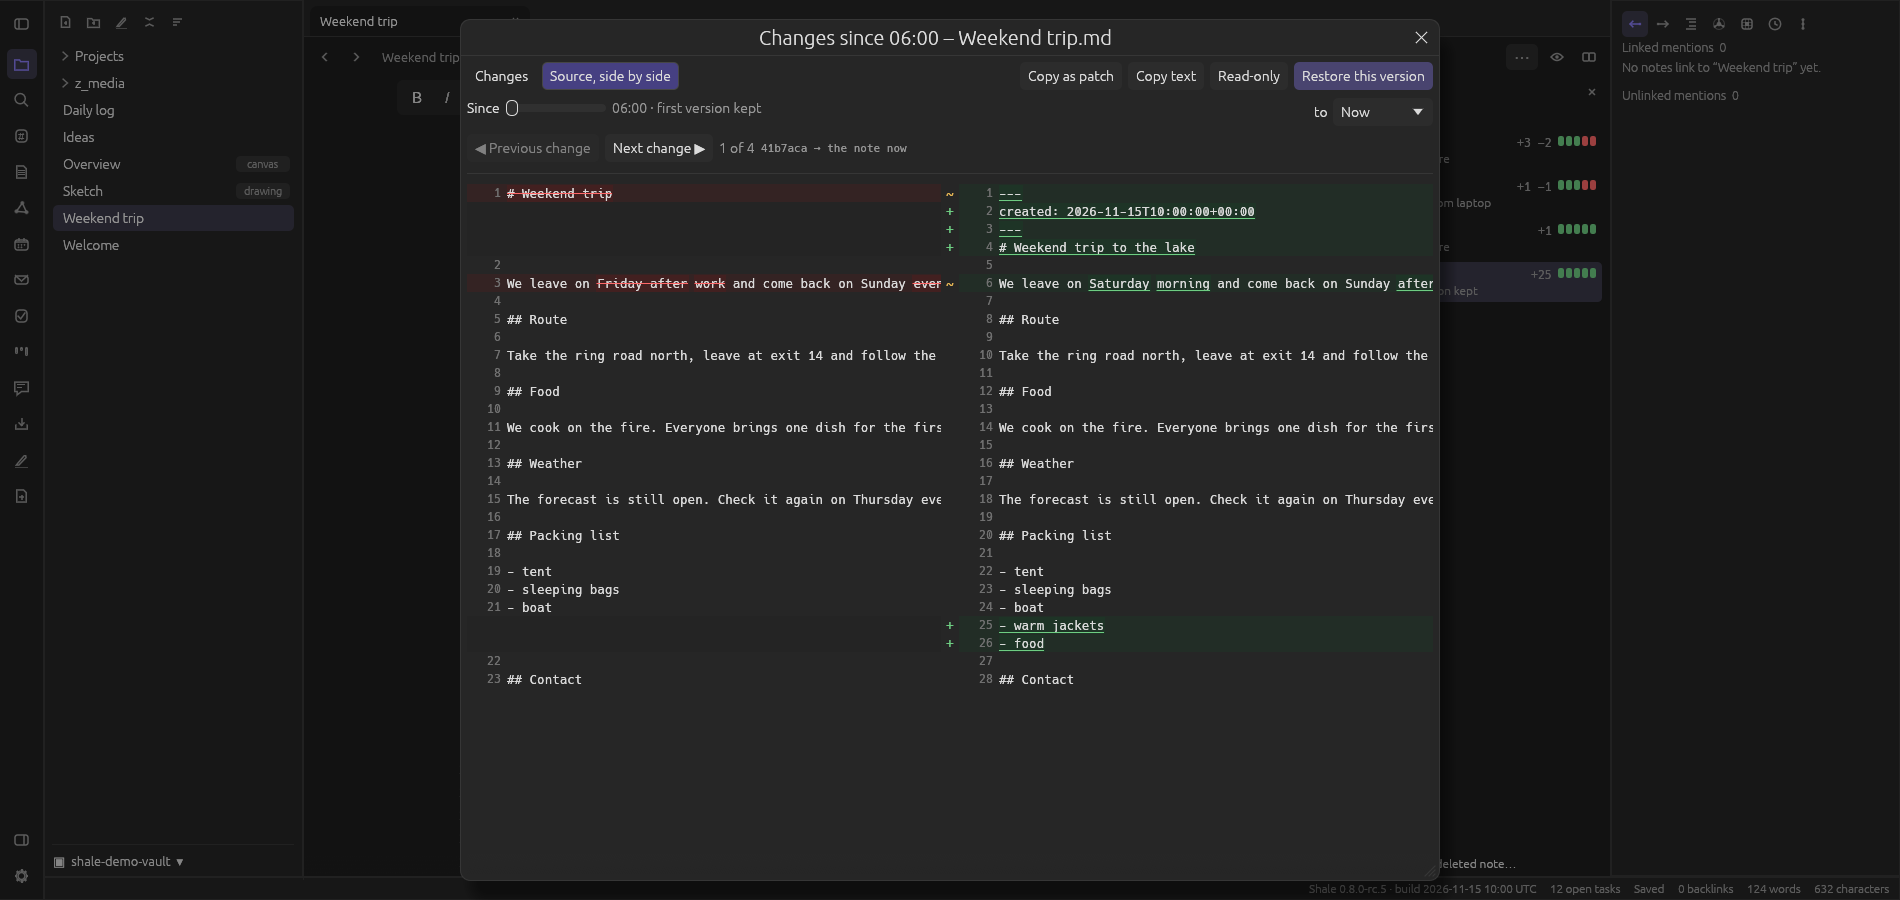 Weekend trip
Projects
z_media
Daily log
Ideas
Overview canvas
Sketch drawing
Weekend trip
Welcome
shale-demo-vault ▼
Weekend trip
B I
Changes since 06:00 – Weekend trip.md
Changes Source, side by side Copy as patch Copy text Read-only Restore this version
Since 06:00 · first version kept to Now
◀ Previous change Next change ▶ 1 of 4 41b7aca → the note now
1 # Weekend trip
2
3 We leave on Friday after work and come back on Sunday ever
4
5 ## Route
6
7 Take the ring road north, leave at exit 14 and follow the
8
9 ## Food
10
11 We cook on the fire. Everyone brings one dish for the firs
12
13 ## Weather
14
15 The forecast is still open. Check it again on Thursday eve
16
17 ## Packing list
18
19 - tent
20 - sleeping bags
21 - boat
22
23 ## Contact
~ 1 ---
+ 2 created: 2026-11-15T10:00:00+00:00
+ 3 ---
+ 4 # Weekend trip to the lake
5
~ 6 We leave on Saturday morning and come back on Sunday after
7
8 ## Route
9
10 Take the ring road north, leave at exit 14 and follow the
11
12 ## Food
13
14 We cook on the fire. Everyone brings one dish for the firs
15
16 ## Weather
17
18 The forecast is still open. Check it again on Thursday eve
19
20 ## Packing list
21
22 - tent
23 - sleeping bags
24 - boat
+ 25 - warm jackets
+ 26 - food
27
28 ## Contact
+3 −2
re
+1 −1
om laptop
+1
re
+25
on kept
deleted note…
Linked mentions 0
No notes link to “Weekend trip” yet.
Unlinked mentions 0
Shale 0.8.0-rc.5 · build 2026-11-15 10:00 UTC 12 open tasks Saved 0 backlinks 124 words 632 characters